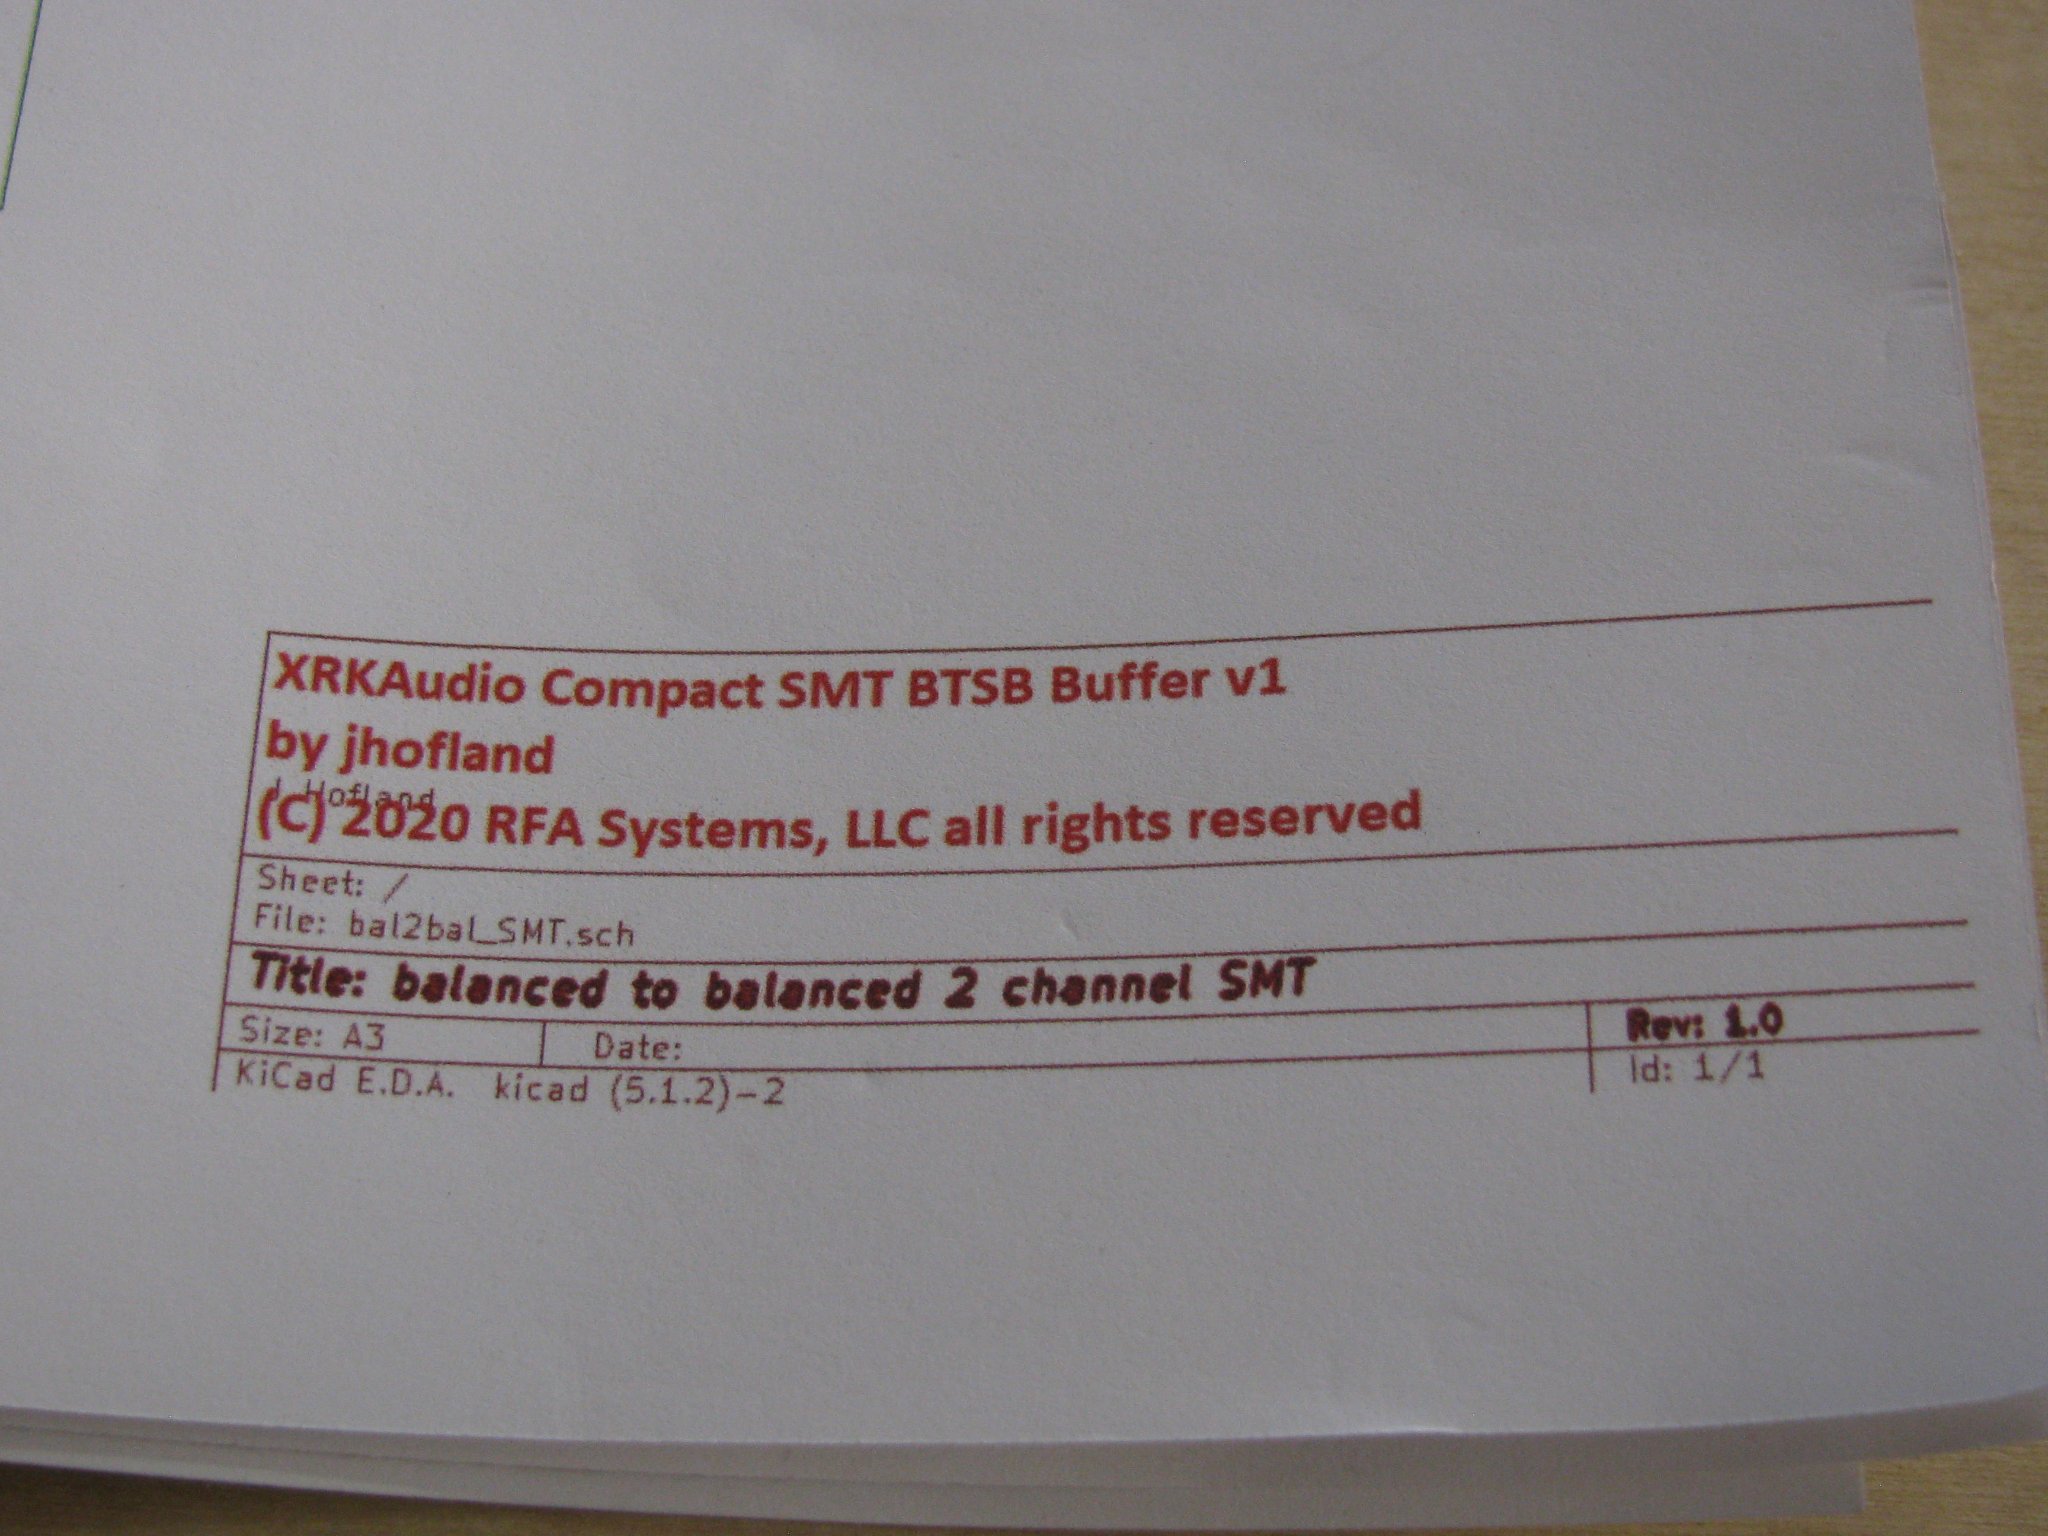 XRKAudio Compact SMT BTSB Buffer v1
by jhofland
J. Hofland
(C) 2020 RFA Systems, LLC all rights reserved
Sheet: /
File: bal2bal_SMT.sch
Title: balanced to balanced 2 channel SMT
Size: A3 Date: Rev: 1.0
KiCad E.D.A. kicad (5.1.2)-2 Id: 1/1